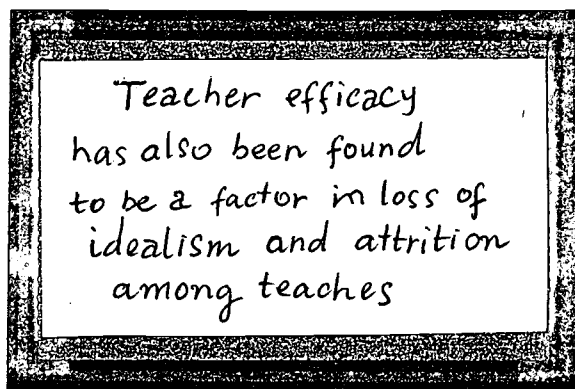 Teacher efficacy
has also been found
to be a factor in loss of
idealism and attrition
among teaches